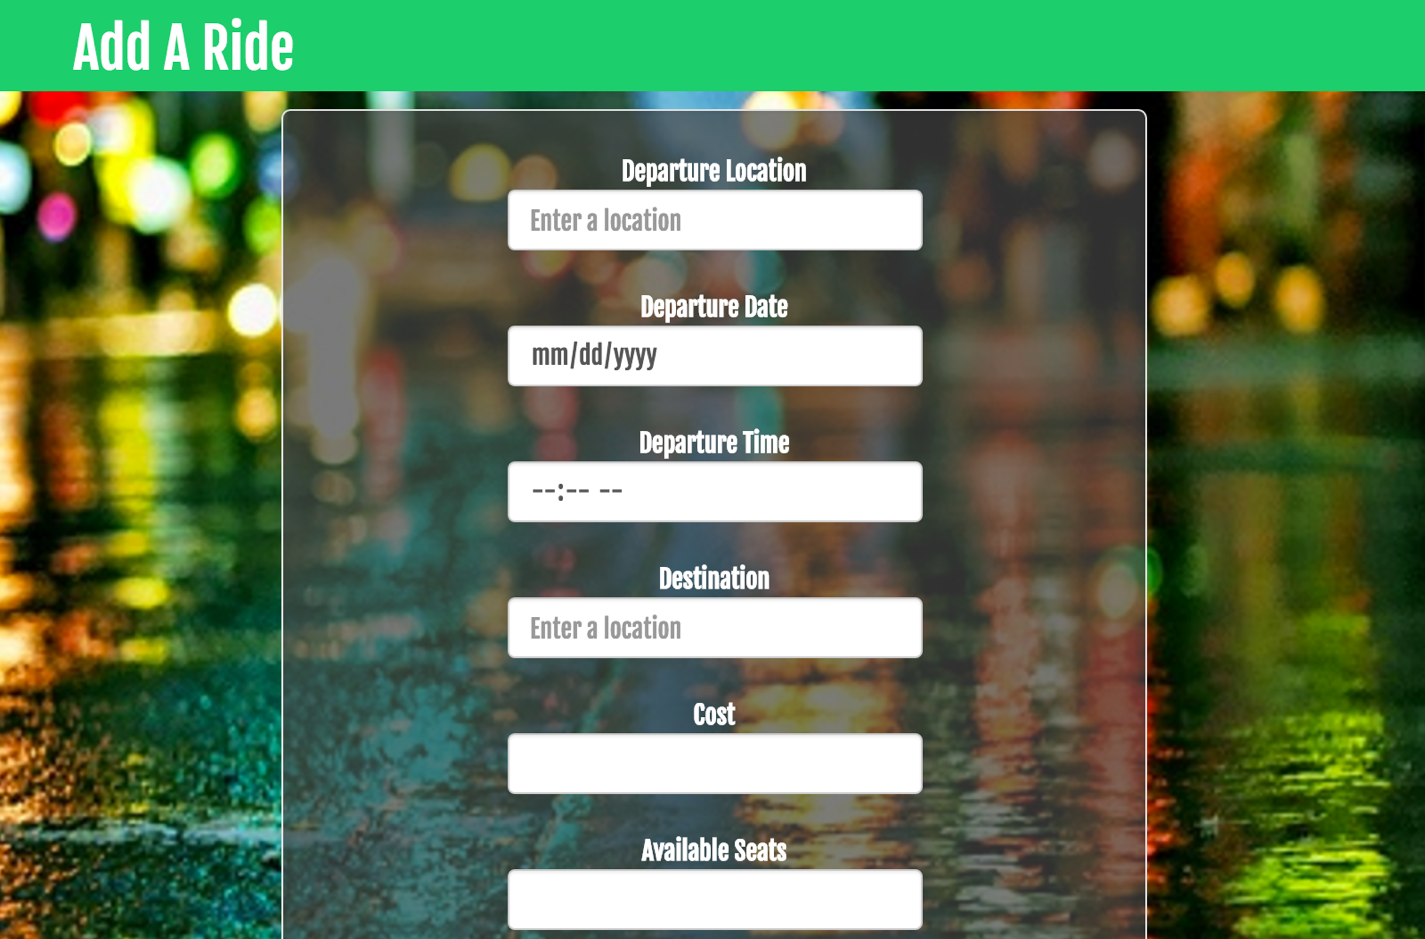 Add A Ride
Departure Location
Enter a location
Departure Date
mm/dd/yyyy
Departure Time
--:-- --
Destination
Enter a location
Cost
Available Seats